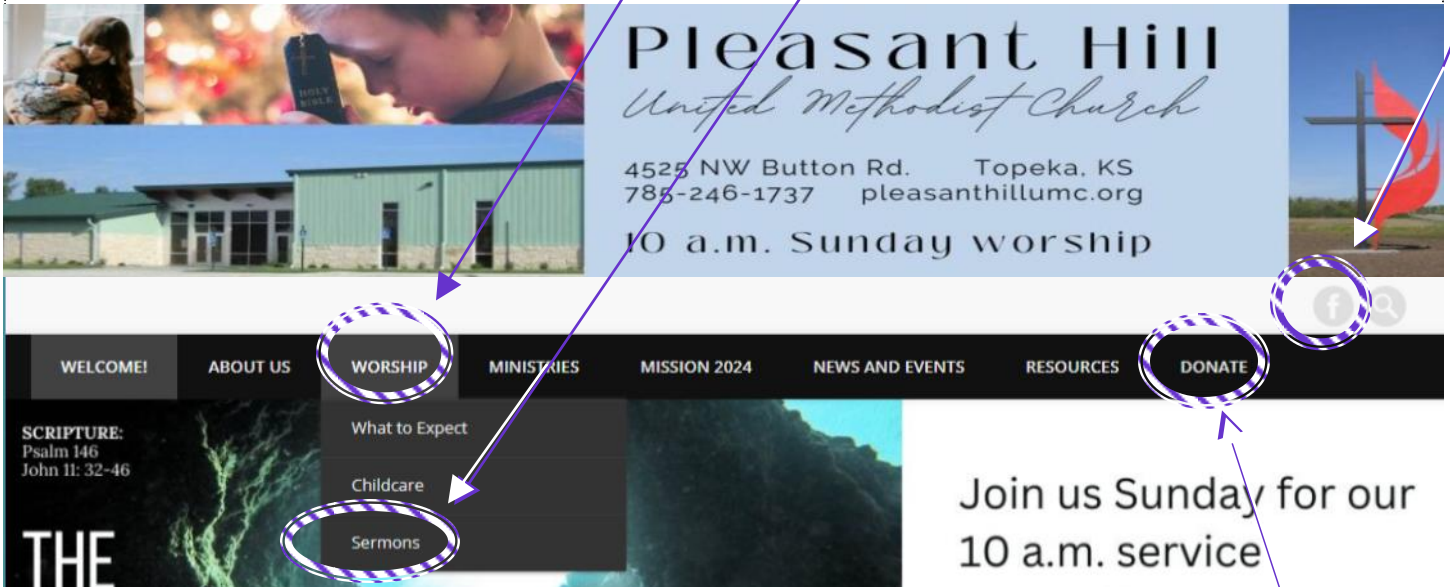 HOLY
BIBLE
Pleasant Hill
United Methodist Church
4525 NW Button Rd. Topeka, KS
785-246-1737 pleasanthillumc.org
10 a.m. Sunday worship
f
WELCOME! ABOUT US WORSHIP MINISTRIES MISSION 2024 NEWS AND EVENTS RESOURCES DONATE
What to Expect
Childcare
Sermons
SCRIPTURE:
Psalm 146
John 11: 32-46
THE
Join us Sunday for our
10 a.m. service